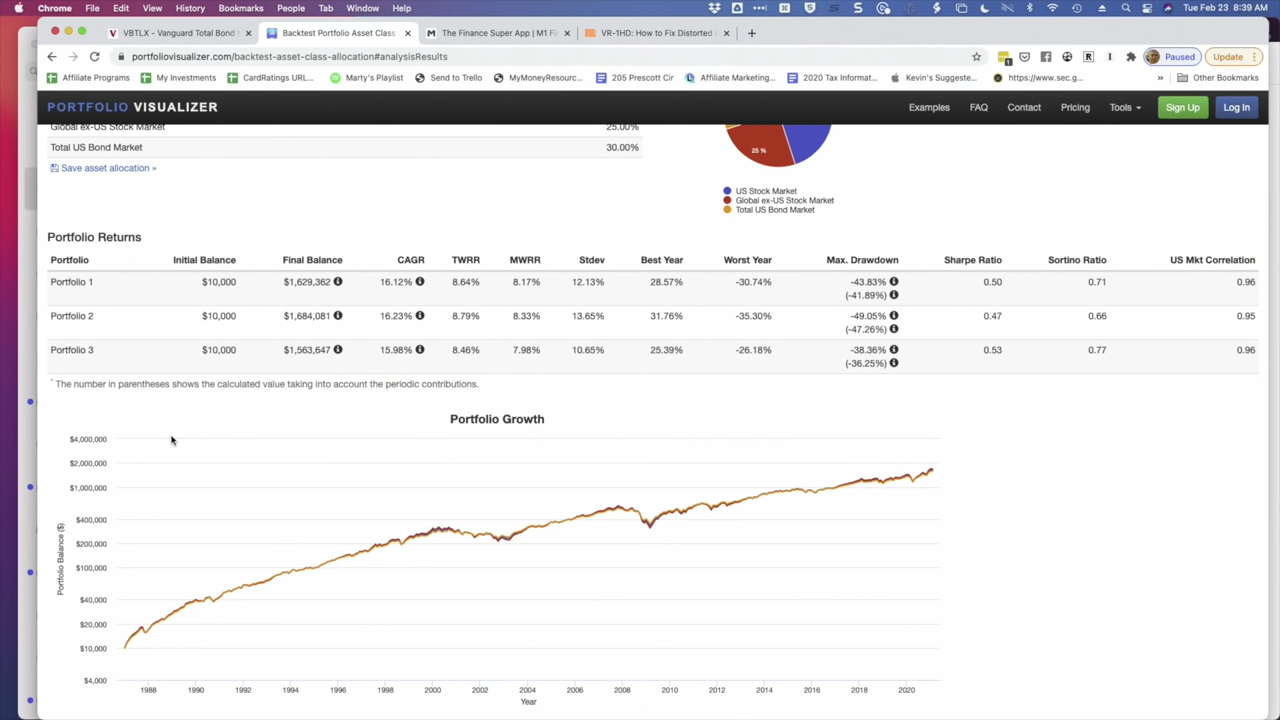 Chrome File Edit View History Bookmarks People Tab Window Help Tue Feb 23 8:39 AM
VBTLX - Vanguard Total Bond Backtest Portfolio Asset Class The Finance Super App | M1 Fi VR-1HD: How to Fix Distorted
portfoliovisualizer.com/backtest-asset-class-allocation#analysisResults Paused Update
Affiliate Programs My Investments CardRatings URL... Marty's Playlist Send to Trello MyMoneyResourc... 205 Prescott Cir Affiliate Marketing... 2020 Tax Informat... Kevin's Suggeste... https://www.sec.g... » Other Bookmarks
PORTFOLIO VISUALIZER Examples FAQ Contact Pricing Tools Sign Up Log In
Global ex-US Stock Market 25.00%
Total US Bond Market 30.00%
Save asset allocation »
25 %
US Stock Market
Global ex-US Stock Market
Total US Bond Market
Portfolio Returns
Portfolio Initial Balance Final Balance CAGR TWRR MWRR Stdev Best Year Worst Year Max. Drawdown Sharpe Ratio Sortino Ratio US Mkt Correlation
Portfolio 1 $10,000 $1,629,362 16.12% 8.64% 8.17% 12.13% 28.57% -30.74% -43.83% 0.50 0.71 0.96
(-41.89%)
Portfolio 2 $10,000 $1,684,081 16.23% 8.79% 8.33% 13.65% 31.76% -35.30% -49.05% 0.47 0.66 0.95
(-47.26%)
Portfolio 3 $10,000 $1,563,647 15.98% 8.46% 7.98% 10.65% 25.39% -26.18% -38.36% 0.53 0.77 0.96
(-36.25%)
* The number in parentheses shows the calculated value taking into account the periodic contributions.
Portfolio Growth
$4,000,000
$2,000,000
$1,000,000
$400,000
$200,000
$100,000
$40,000
$20,000
$10,000
$4,000
Portfolio Balance ($)
1988 1990 1992 1994 1996 1998 2000 2002 2004 2006 2008 2010 2012 2014 2016 2018 2020
Year